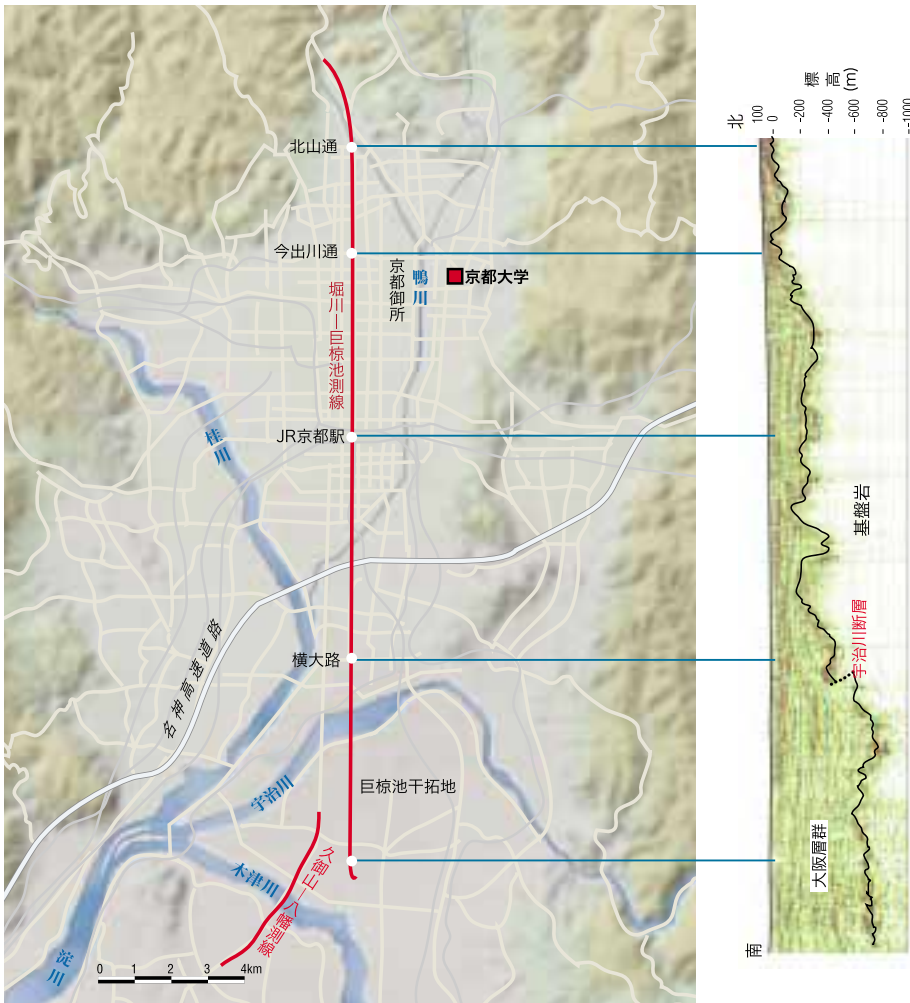 北山通
今出川通
京都御所
鴨川
京都大学
堀川―巨椋池測線
JR京都駅
桂川
名神高速道路
横大路
宇治川
巨椋池干拓地
木津川
久御山―八幡測線
淀川
0 1 2 3 4km
標高
(m)
北
100
0
-200
-400
-600
-800
-1000
基盤岩
宇治川断層
大阪層群
南